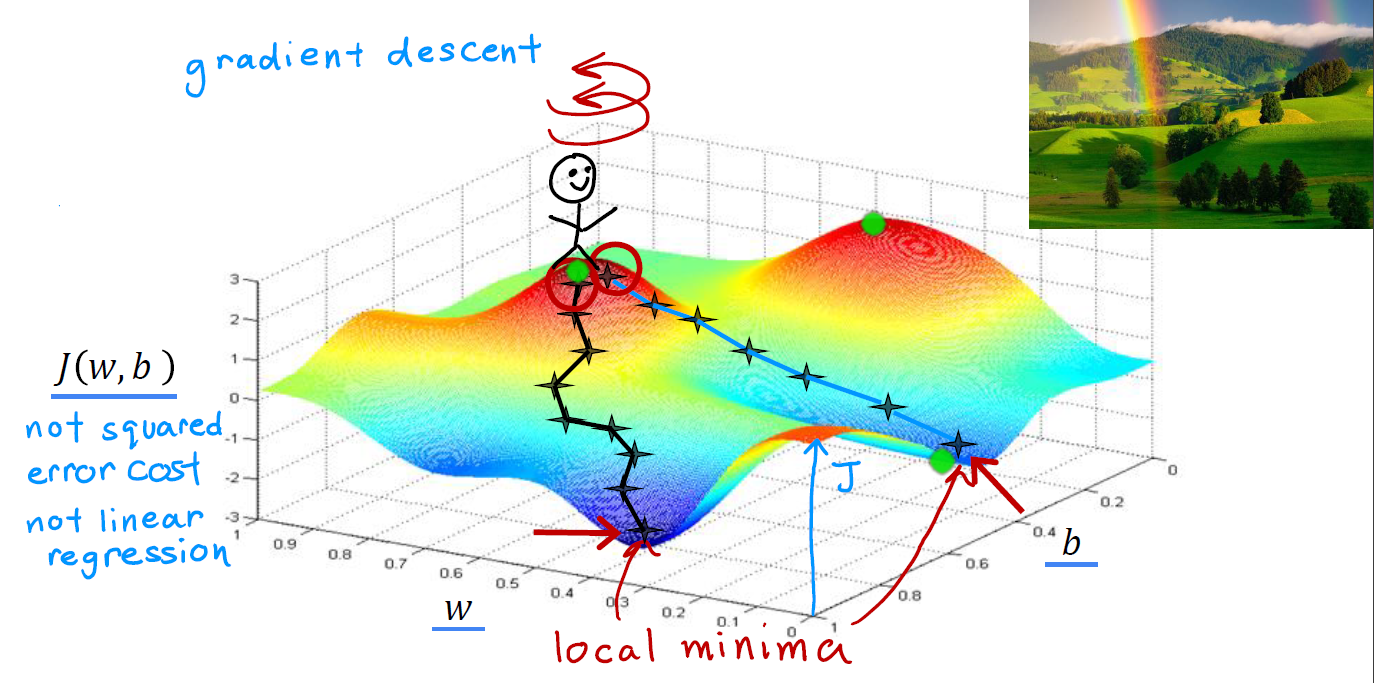 gradient descent
J(w, b)
not squared
error cost
not linear
regression
3
2
1
0
-1
-2
-3
1
0.9
0.8
0.7
0.6
0.5
0.4
0.3
0.2
0.1
0
w
J
1
0.8
0.6
0.4
0.2
0
b
local minima